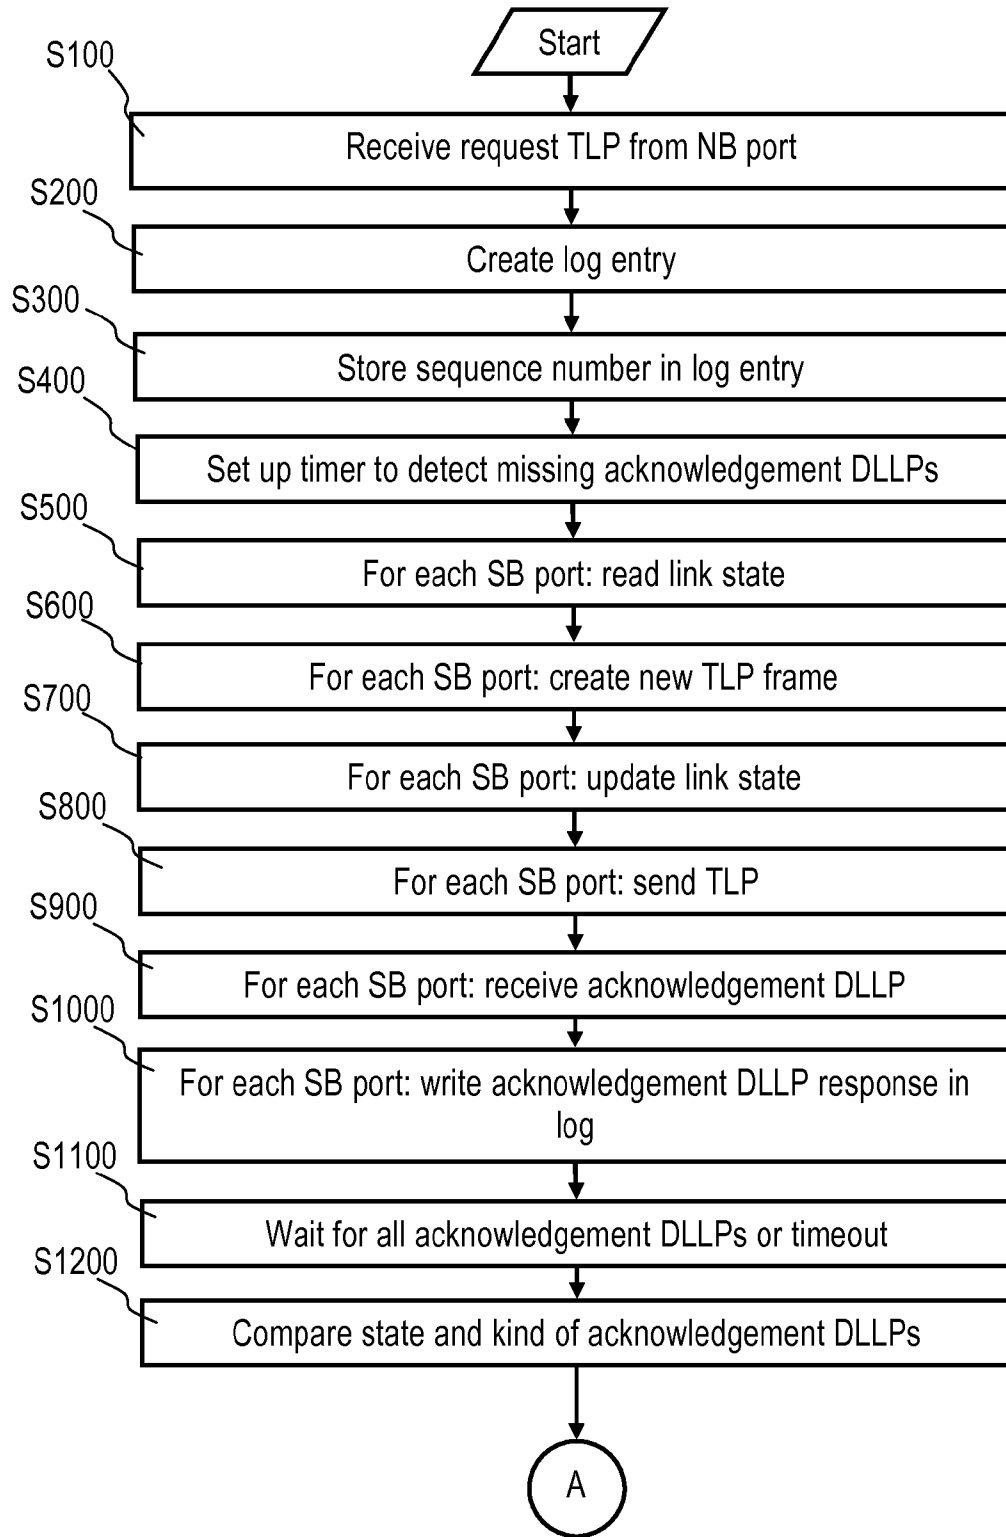 Start
S100
Receive request TLP from NB port
S200
Create log entry
S300
Store sequence number in log entry
S400
Set up timer to detect missing acknowledgement DLLPs
S500
For each SB port: read link state
S600
For each SB port: create new TLP frame
S700
For each SB port: update link state
S800
For each SB port: send TLP
S900
For each SB port: receive acknowledgement DLLP
S1000
For each SB port: write acknowledgement DLLP response in
log
S1100
Wait for all acknowledgement DLLPs or timeout
S1200
Compare state and kind of acknowledgement DLLPs
A